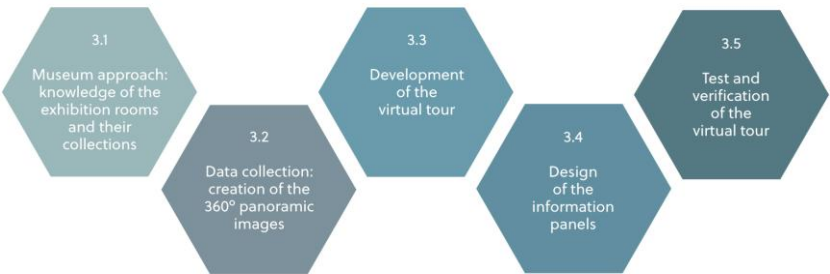 3.1
Museum approach:
knowledge of the
exhibition rooms
and their
collections
3.2
Data collection:
creation of the
360º panoramic
images
3.3
Development
of the
virtual tour
3.4
Design
of the
information
panels
3.5
Test and
verification
of the
virtual tour